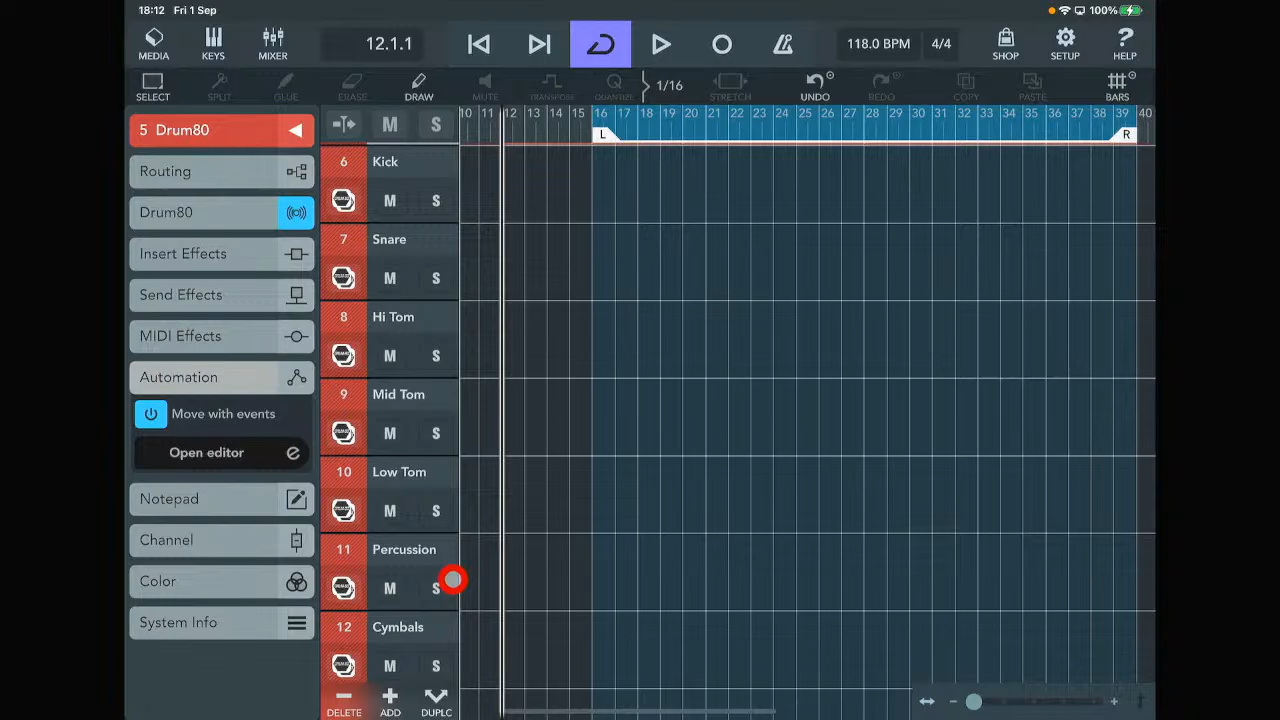 18:12 Fri 1 Sep
100%
MEDIA KEYS MIXER 12.1.1 118.0 BPM 4/4 SHOP SETUP HELP
SELECT SPLIT GLUE ERASE DRAW MUTE TRANSPOSE QUANTIZE 1/16 STRETCH UNDO REDO COPY PASTE BARS
10 11 12 13 14 15 16 17 18 19 20 21 22 23 24 25 26 27 28 29 30 31 32 33 34 35 36 37 38 39 40
L R
5 Drum80
M S
Routing
Drum80
Insert Effects
Send Effects
MIDI Effects
Automation
Move with events
Open editor
Notepad
Channel
Color
System Info
6 Kick
M S
7 Snare
M S
8 Hi Tom
M S
9 Mid Tom
M S
10 Low Tom
M S
11 Percussion
M S
12 Cymbals
M S
DELETE ADD DUPLC